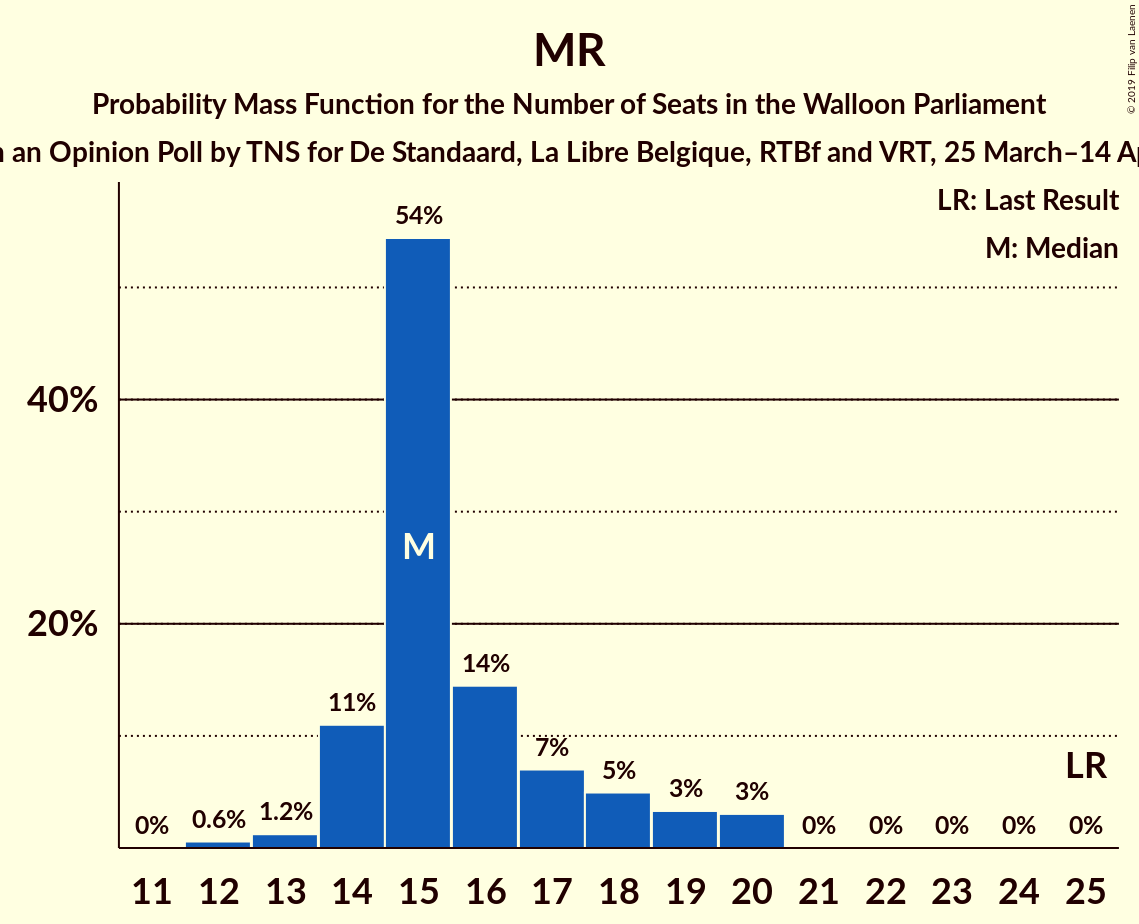 MR
Probability Mass Function for the Number of Seats in the Walloon Parliament
an Opinion Poll by TNS for De Standaard, La Libre Belgique, RTBf and VRT, 25 March–14
© 2019 Filip van Laenen
LR: Last Result
M: Median
54%
40%
M
20%
14%
11%
7%
LR
5%
3%
3%
1.2%
0.6%
0%
0%
0%
0%
0%
0%
11 12 13 14 15 16 17 18 19 20 21 22 23 24 25